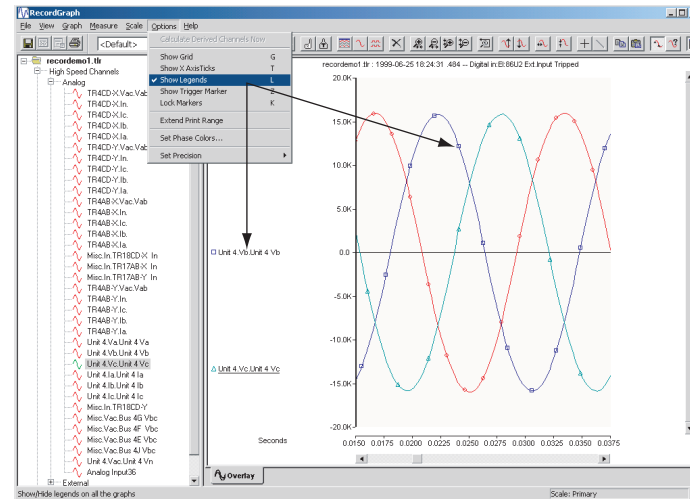 RecordGraph
File View Graph Measure Scale Options Help
<Default>
Calculate Derived Channels Now
Show Grid G
Show X AxisTicks T
Show Legends L
Show Trigger Marker Z
Lock Markers K
Extend Print Range
Set Phase Colors...
Set Precision
recordemo1.tlr
High Speed Channels
Analog
TR4CD-X.Vac.Vab
TR4CD-X.In.
TR4CD-X.Ic.
TR4CD-X.Ib.
TR4CD-X.Ia.
TR4CD-Y.Vac.Vab
TR4CD-Y.In.
TR4CD-Y.Ic.
TR4CD-Y.Ib.
TR4CD-Y.Ia.
TR4AB-X.Vac.Vab
TR4AB-X.In.
TR4AB-X.Ic.
TR4AB-X.Ib.
TR4AB-X.Ia.
Misc.In.TR18CD-X In
Misc.In.TR17AB-X In
Misc.In.TR17AB-Y In
TR4AB-Y.Vac.Vab
TR4AB-Y.In.
TR4AB-Y.Ic.
TR4AB-Y.Ib.
TR4AB-Y.Ia.
Unit 4.Va.Unit 4 Va
Unit 4.Vb.Unit 4 Vb
Unit 4.Vc.Unit 4 Vc
Unit 4.Ia.Unit 4 Ia
Unit 4.Ib.Unit 4 Ib
Unit 4.Ic.Unit 4 Ic
Misc.In.TR18CD-Y
Misc.Vac.Bus 4G Vbc
Misc.Vac.Bus 4F Vbc
Misc.Vac.Bus 4E Vbc
Misc.Vac.Bus 4J Vbc
Unit 4.Vac.Unit 4 Vn
Analog Input36
External
recordemo1.tlr : 1999-06-25 18:24:31 .484 -- Digital in:El:86U2 Ext.Input Tripped
20.0K
15.0K
10.0K
5.0K
0.0
-5.0K
-10.0K
-15.0K
-20.0K
Unit 4.Vb.Unit 4 Vb
Unit 4.Vc.Unit 4 Vc
Seconds
0.0150 0.0175 0.0200 0.0225 0.0250 0.0275 0.0300 0.0325 0.0350 0.0375
Overlay
Show/Hide legends on all the graphs
Scale: Primary